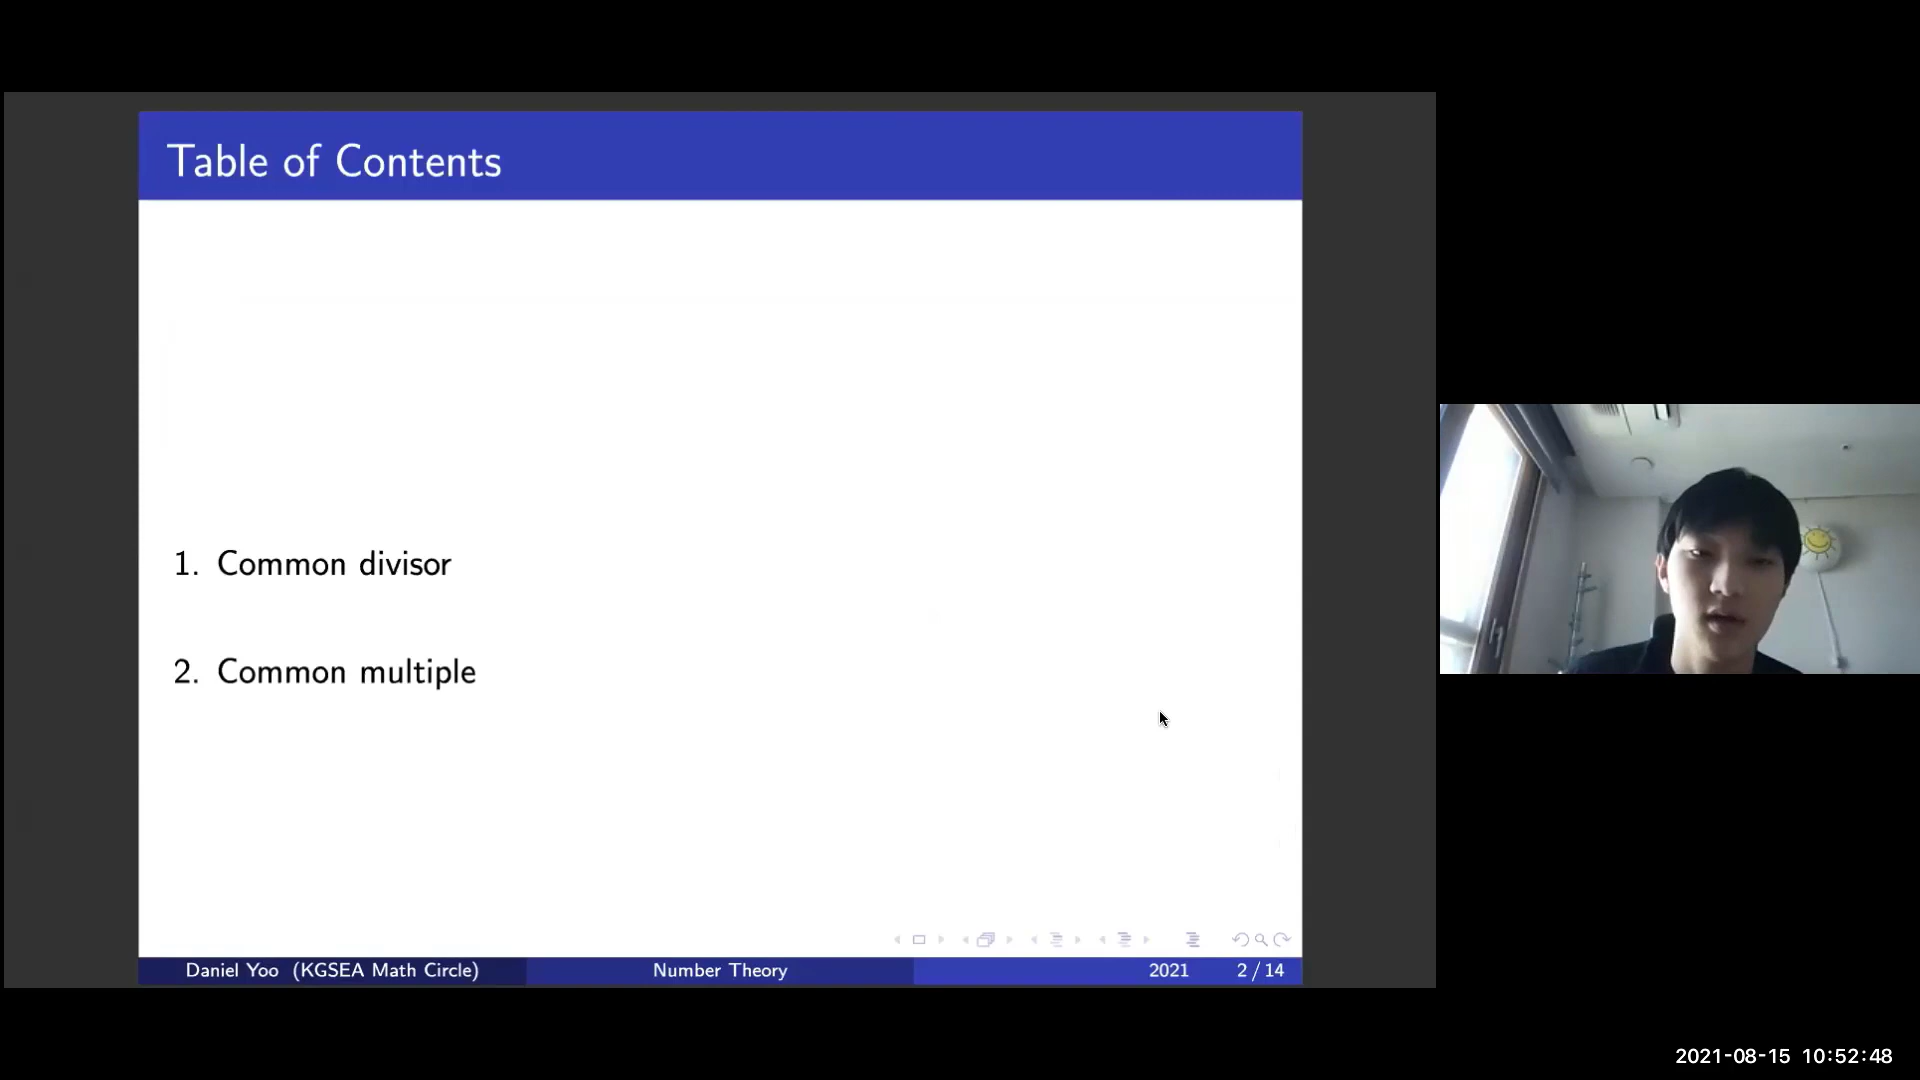 Table of Contents
1. Common divisor
2. Common multiple
Daniel Yoo (KGSEA Math Circle) Number Theory 2021 2 / 14
2021-08-15 10:52:48